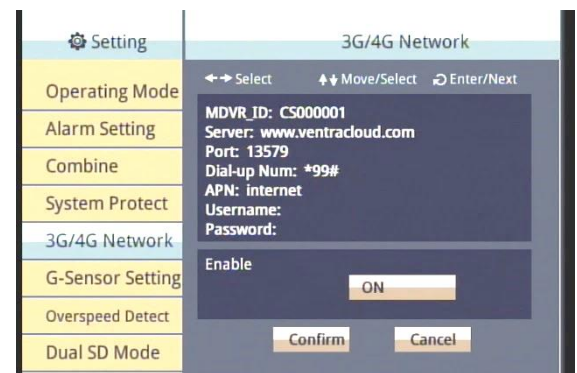 Setting
3G/4G Network
Select Move/Select Enter/Next
Operating Mode
Alarm Setting
Combine
System Protect
3G/4G Network
G-Sensor Setting
Overspeed Detect
Dual SD Mode
MDVR_ID: CS000001
Server: www.ventracloud.com
Port: 13579
Dial-up Num: *99#
APN: internet
Username:
Password:
Enable
ON
Confirm Cancel